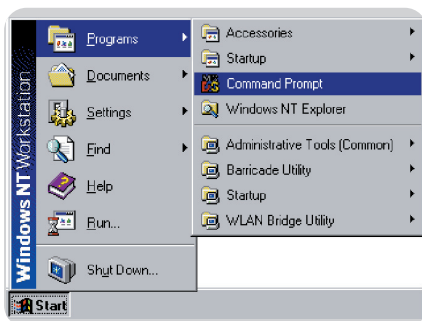 Windows NT Workstation
Programs
Documents
Settings
Find
Help
Run...
Shut Down...
Start
Accessories
Startup
Command Prompt
Windows NT Explorer
Administrative Tools (Common)
Barricade Utility
Startup
WLAN Bridge Utility